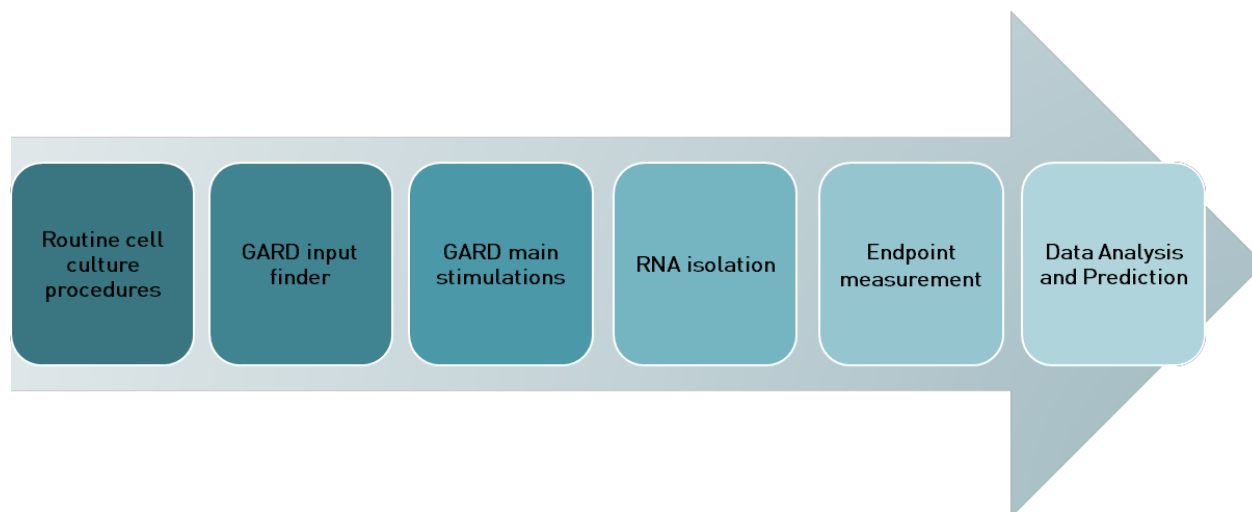 Routine cell
culture
procedures
GARD input
finder
GARD main
stimulations
RNA isolation
Endpoint
measurement
Data Analysis
and Prediction